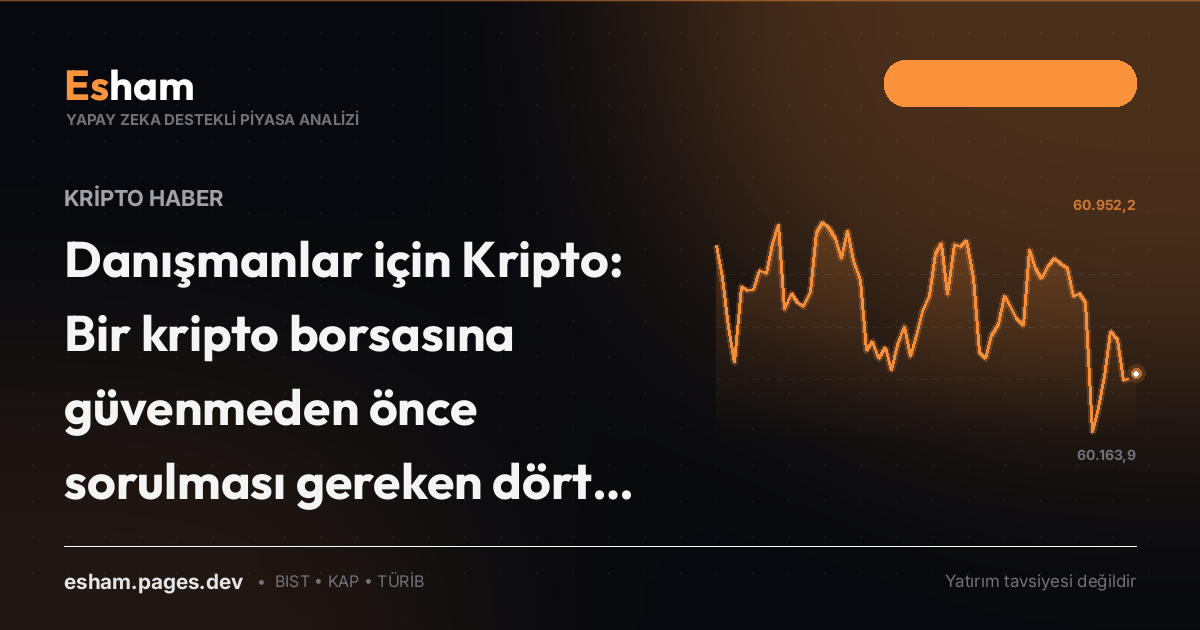 Esham
YAPAY ZEKA DESTEKLİ PİYASA ANALİZİ
KRİPTO HABER
Danışmanlar için Kripto:
Bir kripto borsasına
güvenmeden önce
sorulması gereken dört...
60.952,2
60.163,9
esham.pages.dev • BIST • KAP • TÜRİB
Yatırım tavsiyesi değildir